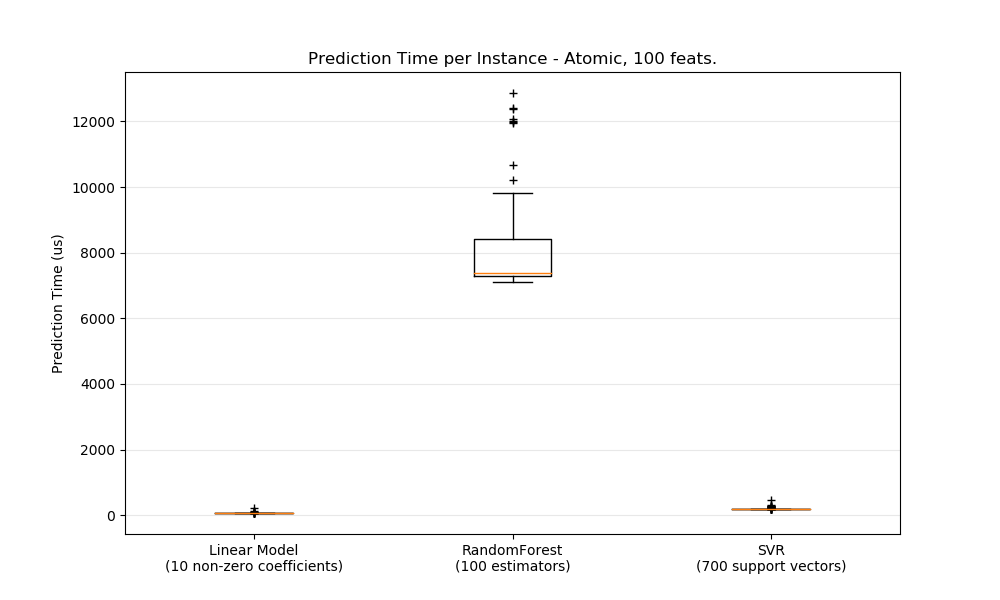 Prediction Time per Instance - Atomic, 100 feats.
Prediction Time (us)
12000
10000
8000
6000
4000
2000
0
Linear Model
(10 non-zero coefficients)
RandomForest
(100 estimators)
SVR
(700 support vectors)